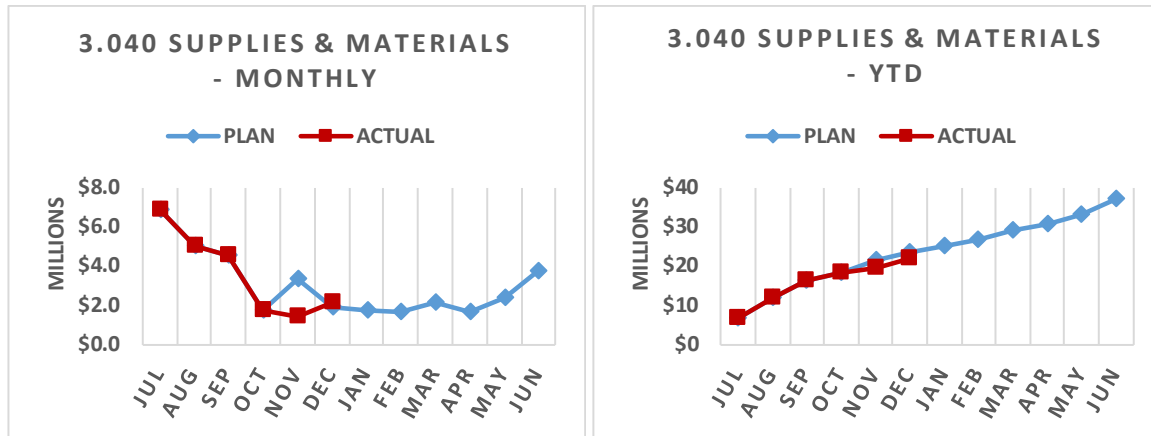 3.040 SUPPLIES & MATERIALS
- MONTHLY
PLAN ACTUAL
MILLIONS
$8.0
$6.0
$4.0
$2.0
$0.0
JUL AUG SEP OCT NOV DEC JAN FEB MAR APR MAY JUN
3.040 SUPPLIES & MATERIALS
- YTD
PLAN ACTUAL
MILLIONS
$40
$30
$20
$10
$0
JUL AUG SEP OCT NOV DEC JAN FEB MAR APR MAY JUN